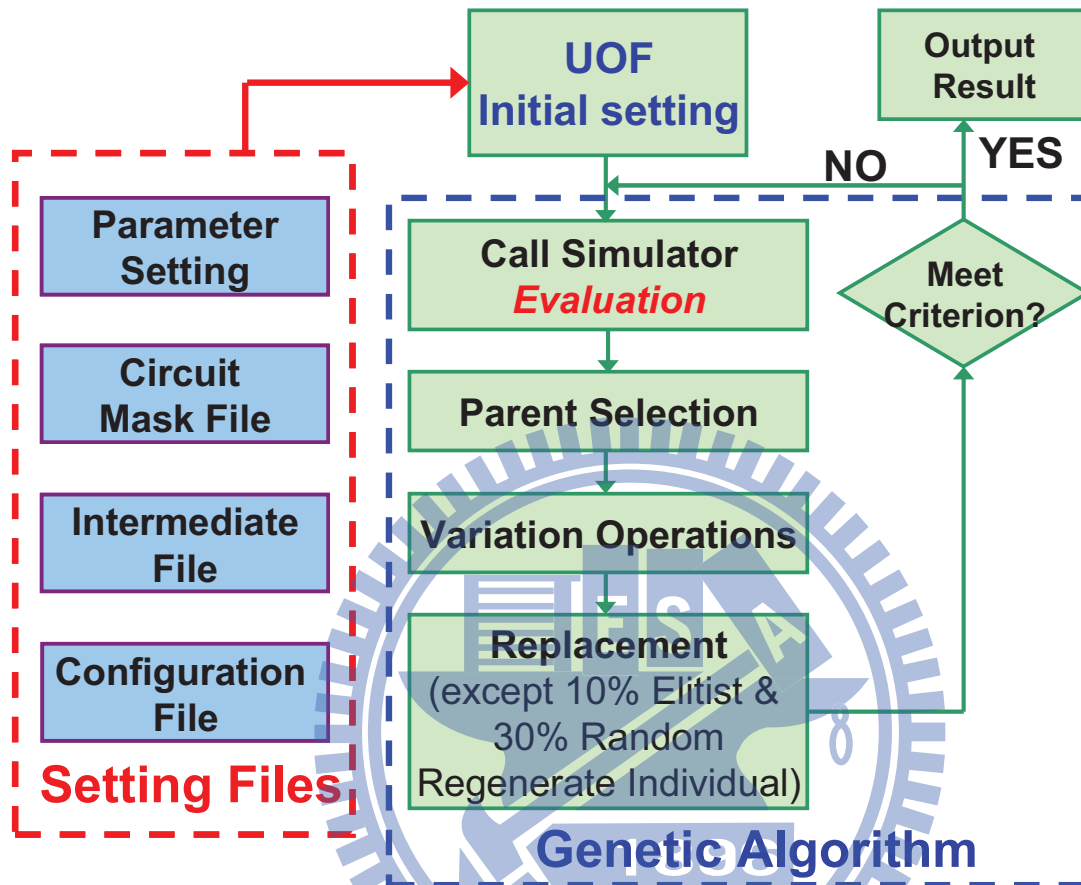 UOF
Initial setting
Output
Result
NO
YES
Parameter
Setting
Circuit
Mask File
Intermediate
File
Configuration
File
Setting Files
Call Simulator
Evaluation
Parent Selection
Variation Operations
Replacement
(except 10% Elitist &
30% Random
Regenerate Individual)
Meet
Criterion?
Genetic Algorithm
E S A
1896